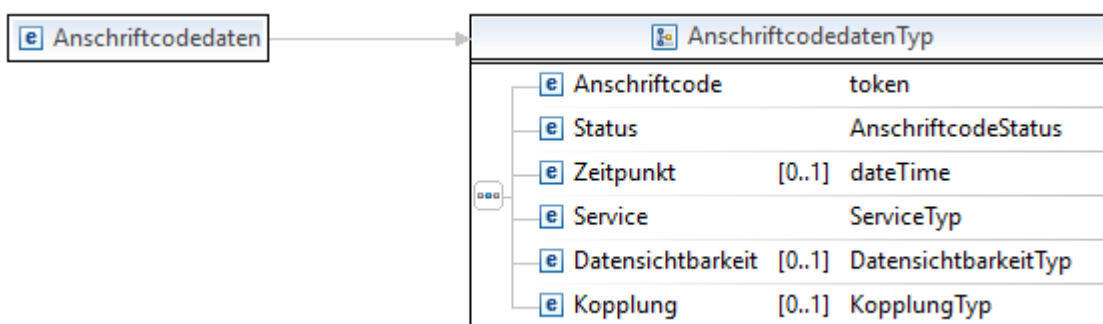 e Anschriftcodedaten
AnschriftcodedatenTyp
e Anschriftcode token
e Status AnschriftcodeStatus
e Zeitpunkt [0..1] dateTime
e Service ServiceTyp
e Datensichtbarkeit [0..1] DatensichtbarkeitTyp
e Kopplung [0..1] KopplungTyp